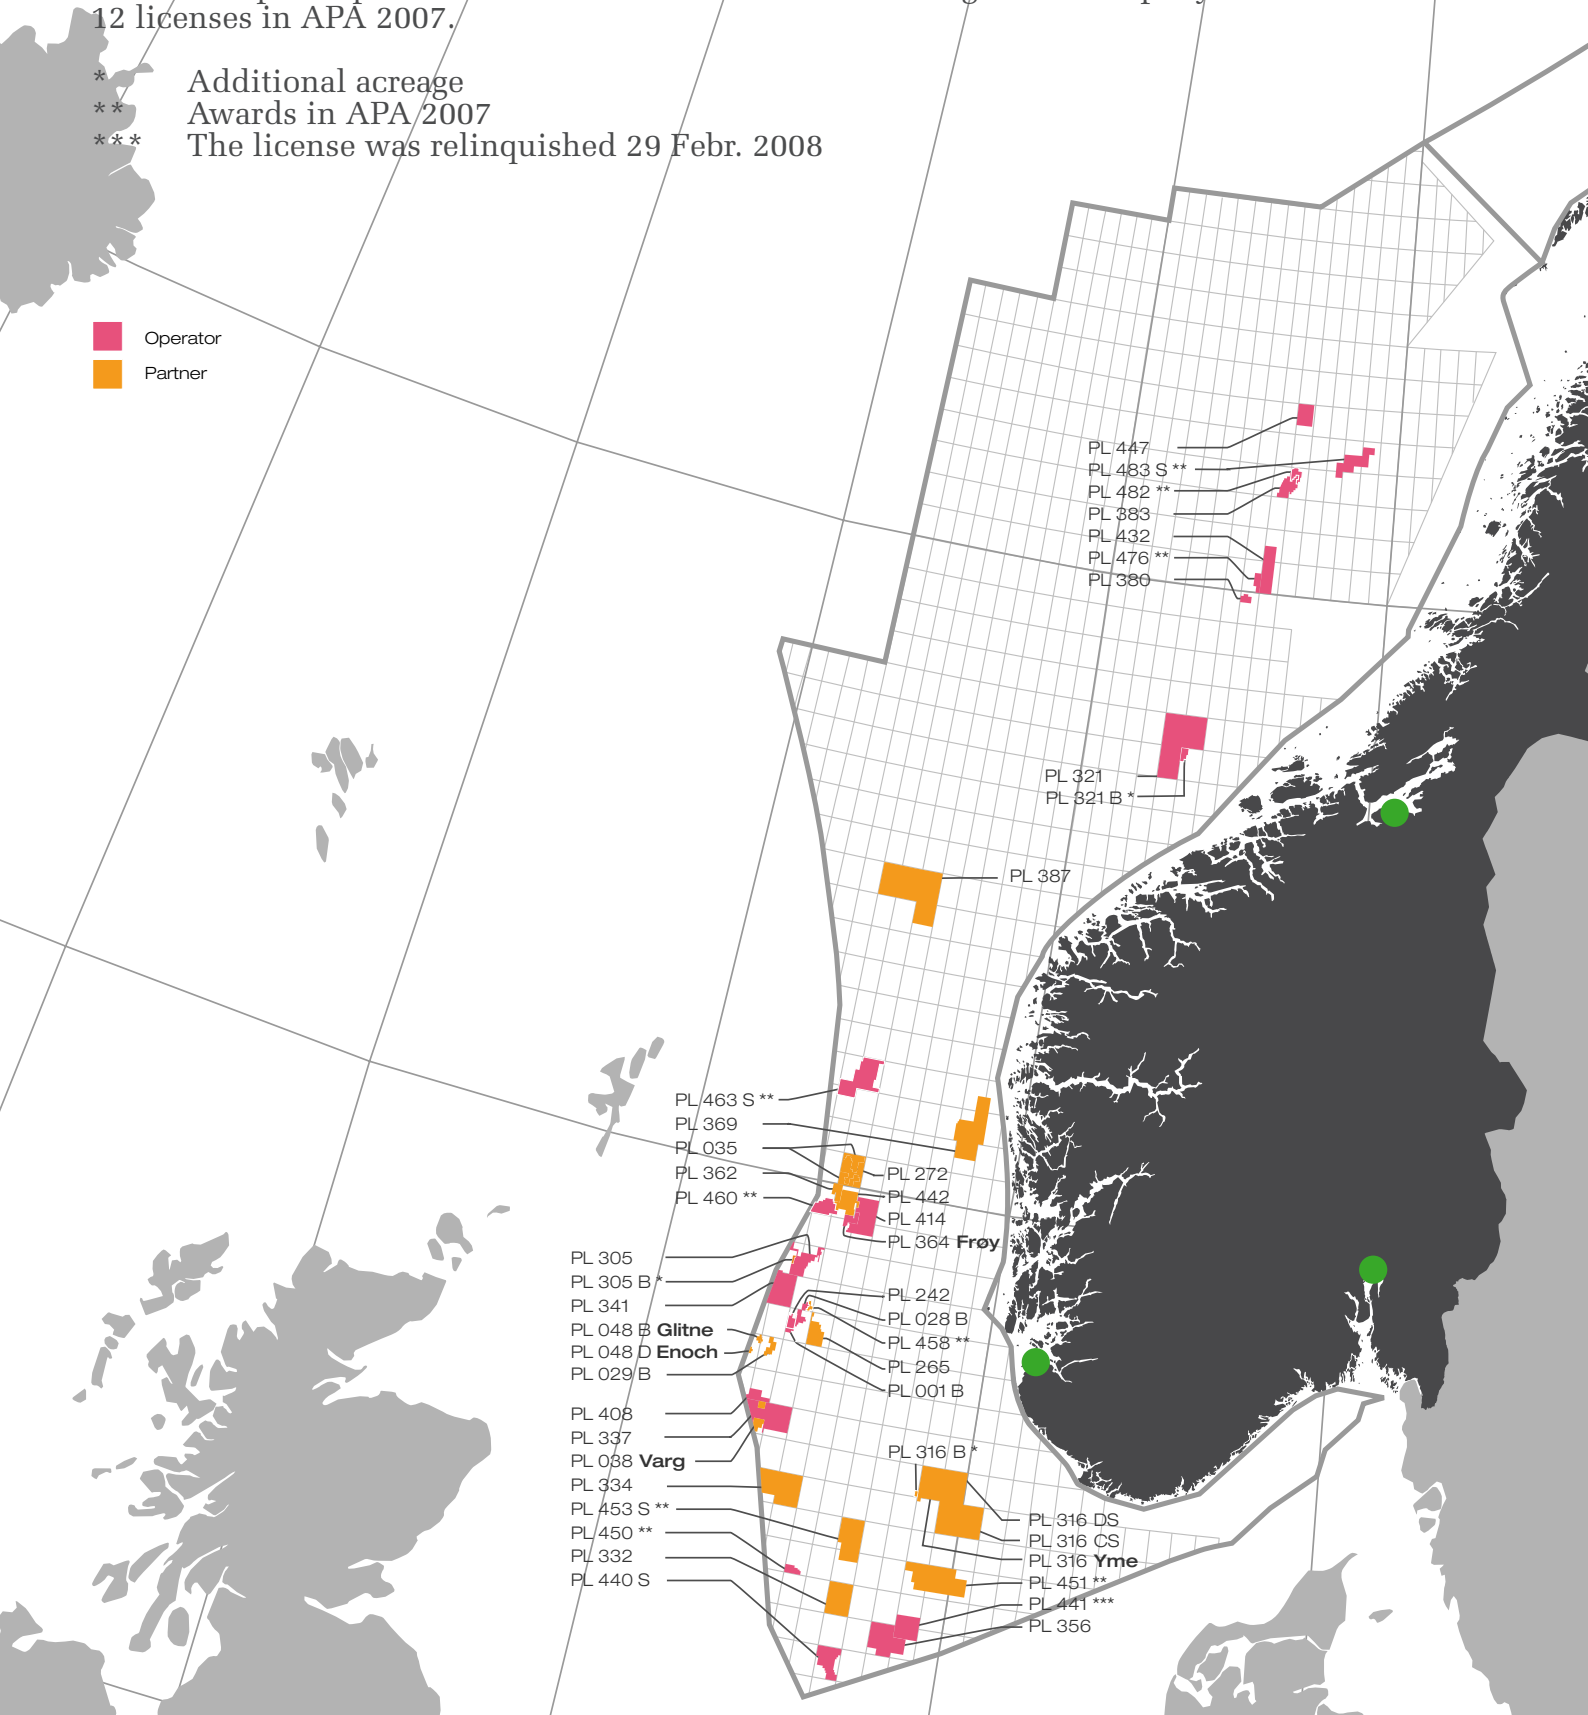 12 licenses in APA 2007.
* Additional acreage
** Awards in APA 2007
*** The license was relinquished 29 Febr. 2008
Operator
Partner
PL 447
PL 483 S **
PL 482 **
PL 383
PL 432
PL 476 **
PL 380
PL 321
PL 321 B *
PL 387
PL 463 S **
PL 369
PL 035
PL 362
PL 460 **
PL 272
PL 442
PL 414
PL 364 Frøy
PL 305
PL 305 B *
PL 341
PL 048 B Glitne
PL 048 D Enoch
PL 029 B
PL 242
PL 028 B
PL 458 **
PL 265
PL 001 B
PL 408
PL 337
PL 038 Varg
PL 334
PL 453 S **
PL 450 **
PL 332
PL 440 S
PL 316 B *
PL 316 DS
PL 316 CS
PL 316 Yme
PL 451 **
PL 441 ***
PL 356